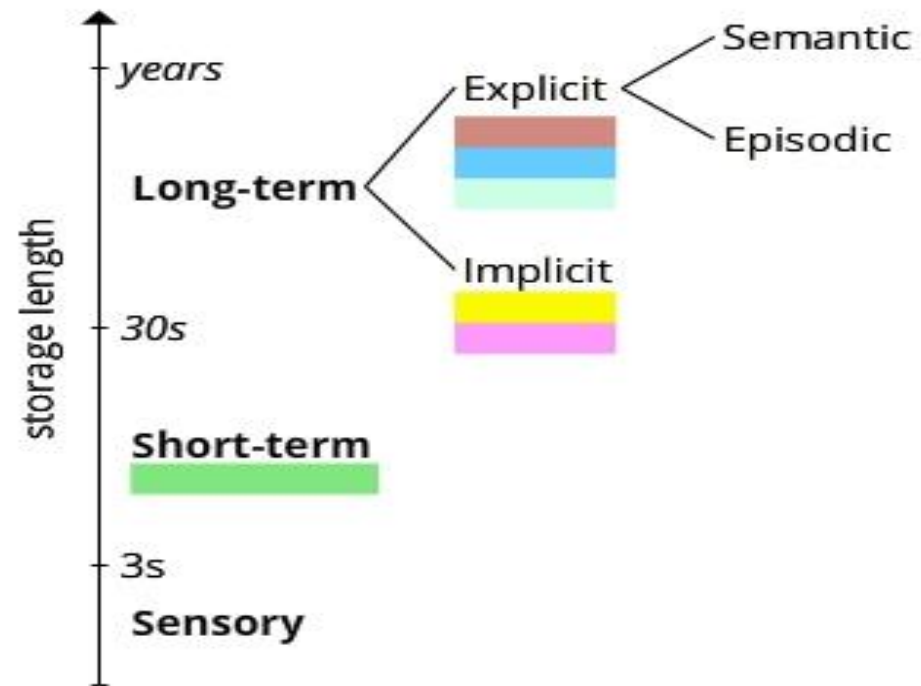 Semantic
years
Explicit
Episodic
Long-term
Implicit
storage length
30s
Short-term
3s
Sensory